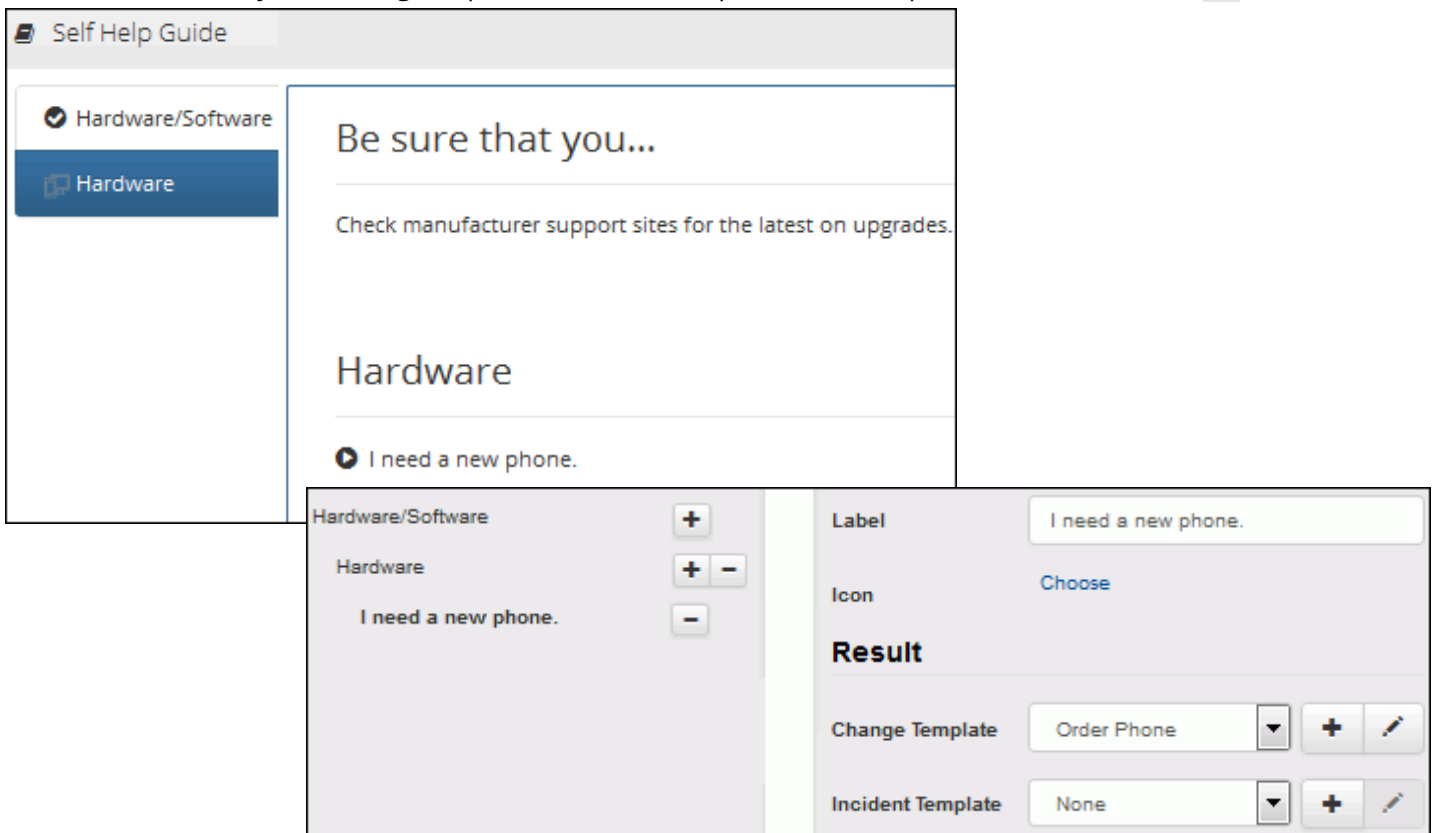 Self Help Guide
Hardware/Software
Hardware
Be sure that you...
Check manufacturer support sites for the latest on upgrades.
Hardware
I need a new phone.
Hardware/Software
Hardware
I need a new phone.
Label I need a new phone.
Icon Choose
Result
Change Template Order Phone
Incident Template None